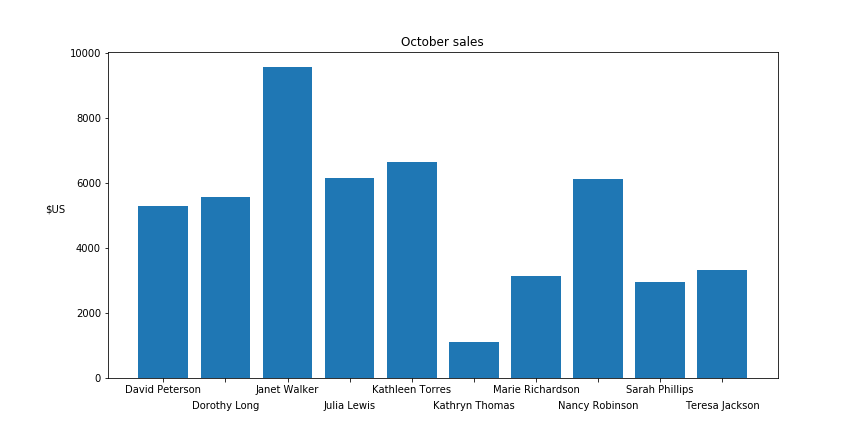 October sales
10000
8000
6000
$US
4000
2000
0
David Peterson Janet Walker Kathleen Torres Marie Richardson Sarah Phillips
Dorothy Long Julia Lewis Kathryn Thomas Nancy Robinson Teresa Jackson